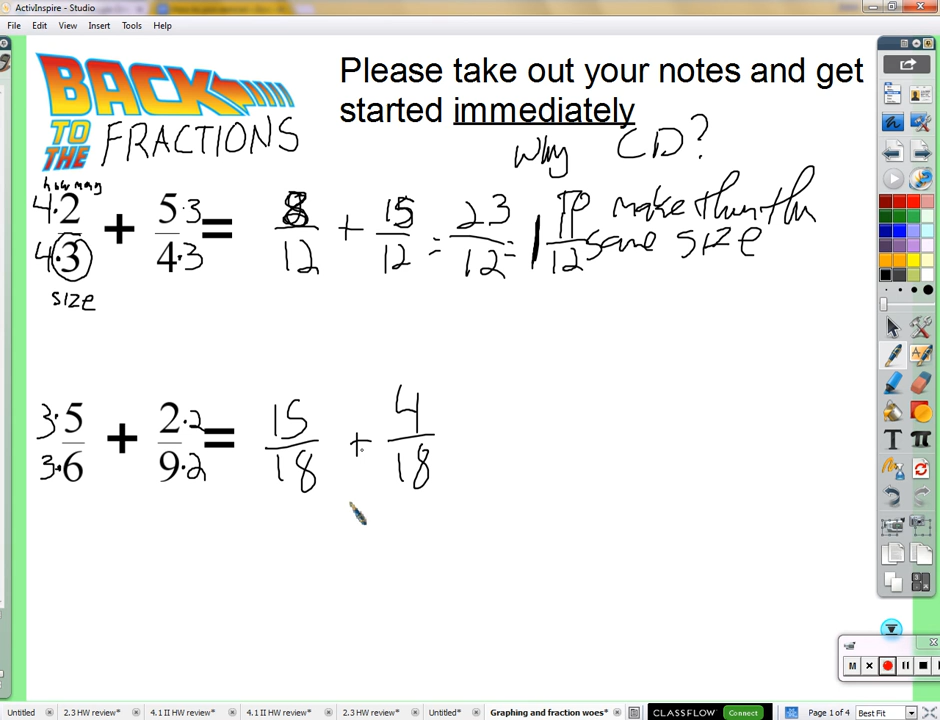 ActivInspire - Studio
File Edit View Insert Tools Help
BACK TO THE FRACTIONS
Please take out your notes and get
started immediately
Why CD?
To make them the
same size
how many
4·2/4·3 + 5·3/4·3 = 8/12 + 15/12 = 23/12 = 1 11/12
size
3·5/3·6 + 2·2/9·2 = 15/18 + 4/18
M
Untitled 2.3 HW review* 4.1 II HW review* 4.1 II HW review* 2.3 HW review* Untitled* Graphing and fraction woes* CLASSFLOW Connect Page 1 of 4 Best Fit